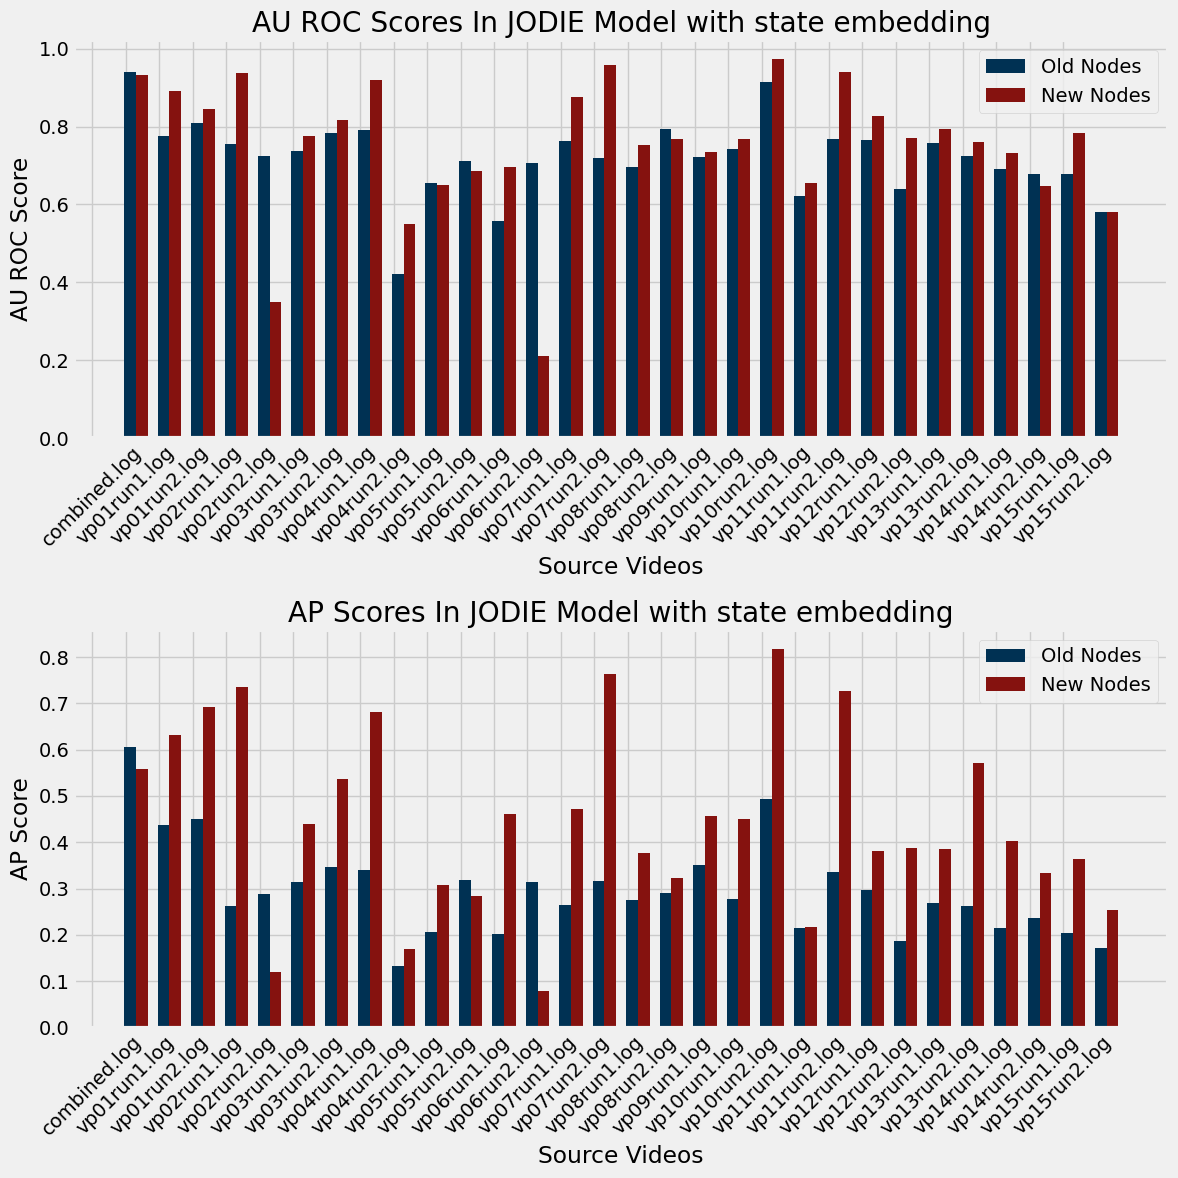 AU ROC Scores In JODIE Model with state embedding
1.0
0.8
0.6
0.4
0.2
0.0
AU ROC Score
Old Nodes
New Nodes
combined.log
vp01run1.log
vp01run2.log
vp02run1.log
vp02run2.log
vp03run1.log
vp03run2.log
vp04run1.log
vp04run2.log
vp05run1.log
vp05run2.log
vp06run1.log
vp06run2.log
vp07run1.log
vp07run2.log
vp08run1.log
vp08run2.log
vp09run1.log
vp10run1.log
vp10run2.log
vp11run1.log
vp11run2.log
vp12run1.log
vp12run2.log
vp13run1.log
vp13run2.log
vp14run1.log
vp14run2.log
vp15run1.log
vp15run2.log
Source Videos
AP Scores In JODIE Model with state embedding
0.8
0.7
0.6
0.5
0.4
0.3
0.2
0.1
0.0
AP Score
Old Nodes
New Nodes
combined.log
vp01run1.log
vp01run2.log
vp02run1.log
vp02run2.log
vp03run1.log
vp03run2.log
vp04run1.log
vp04run2.log
vp05run1.log
vp05run2.log
vp06run1.log
vp06run2.log
vp07run1.log
vp07run2.log
vp08run1.log
vp08run2.log
vp09run1.log
vp10run1.log
vp10run2.log
vp11run1.log
vp11run2.log
vp12run1.log
vp12run2.log
vp13run1.log
vp13run2.log
vp14run1.log
vp14run2.log
vp15run1.log
vp15run2.log
Source Videos